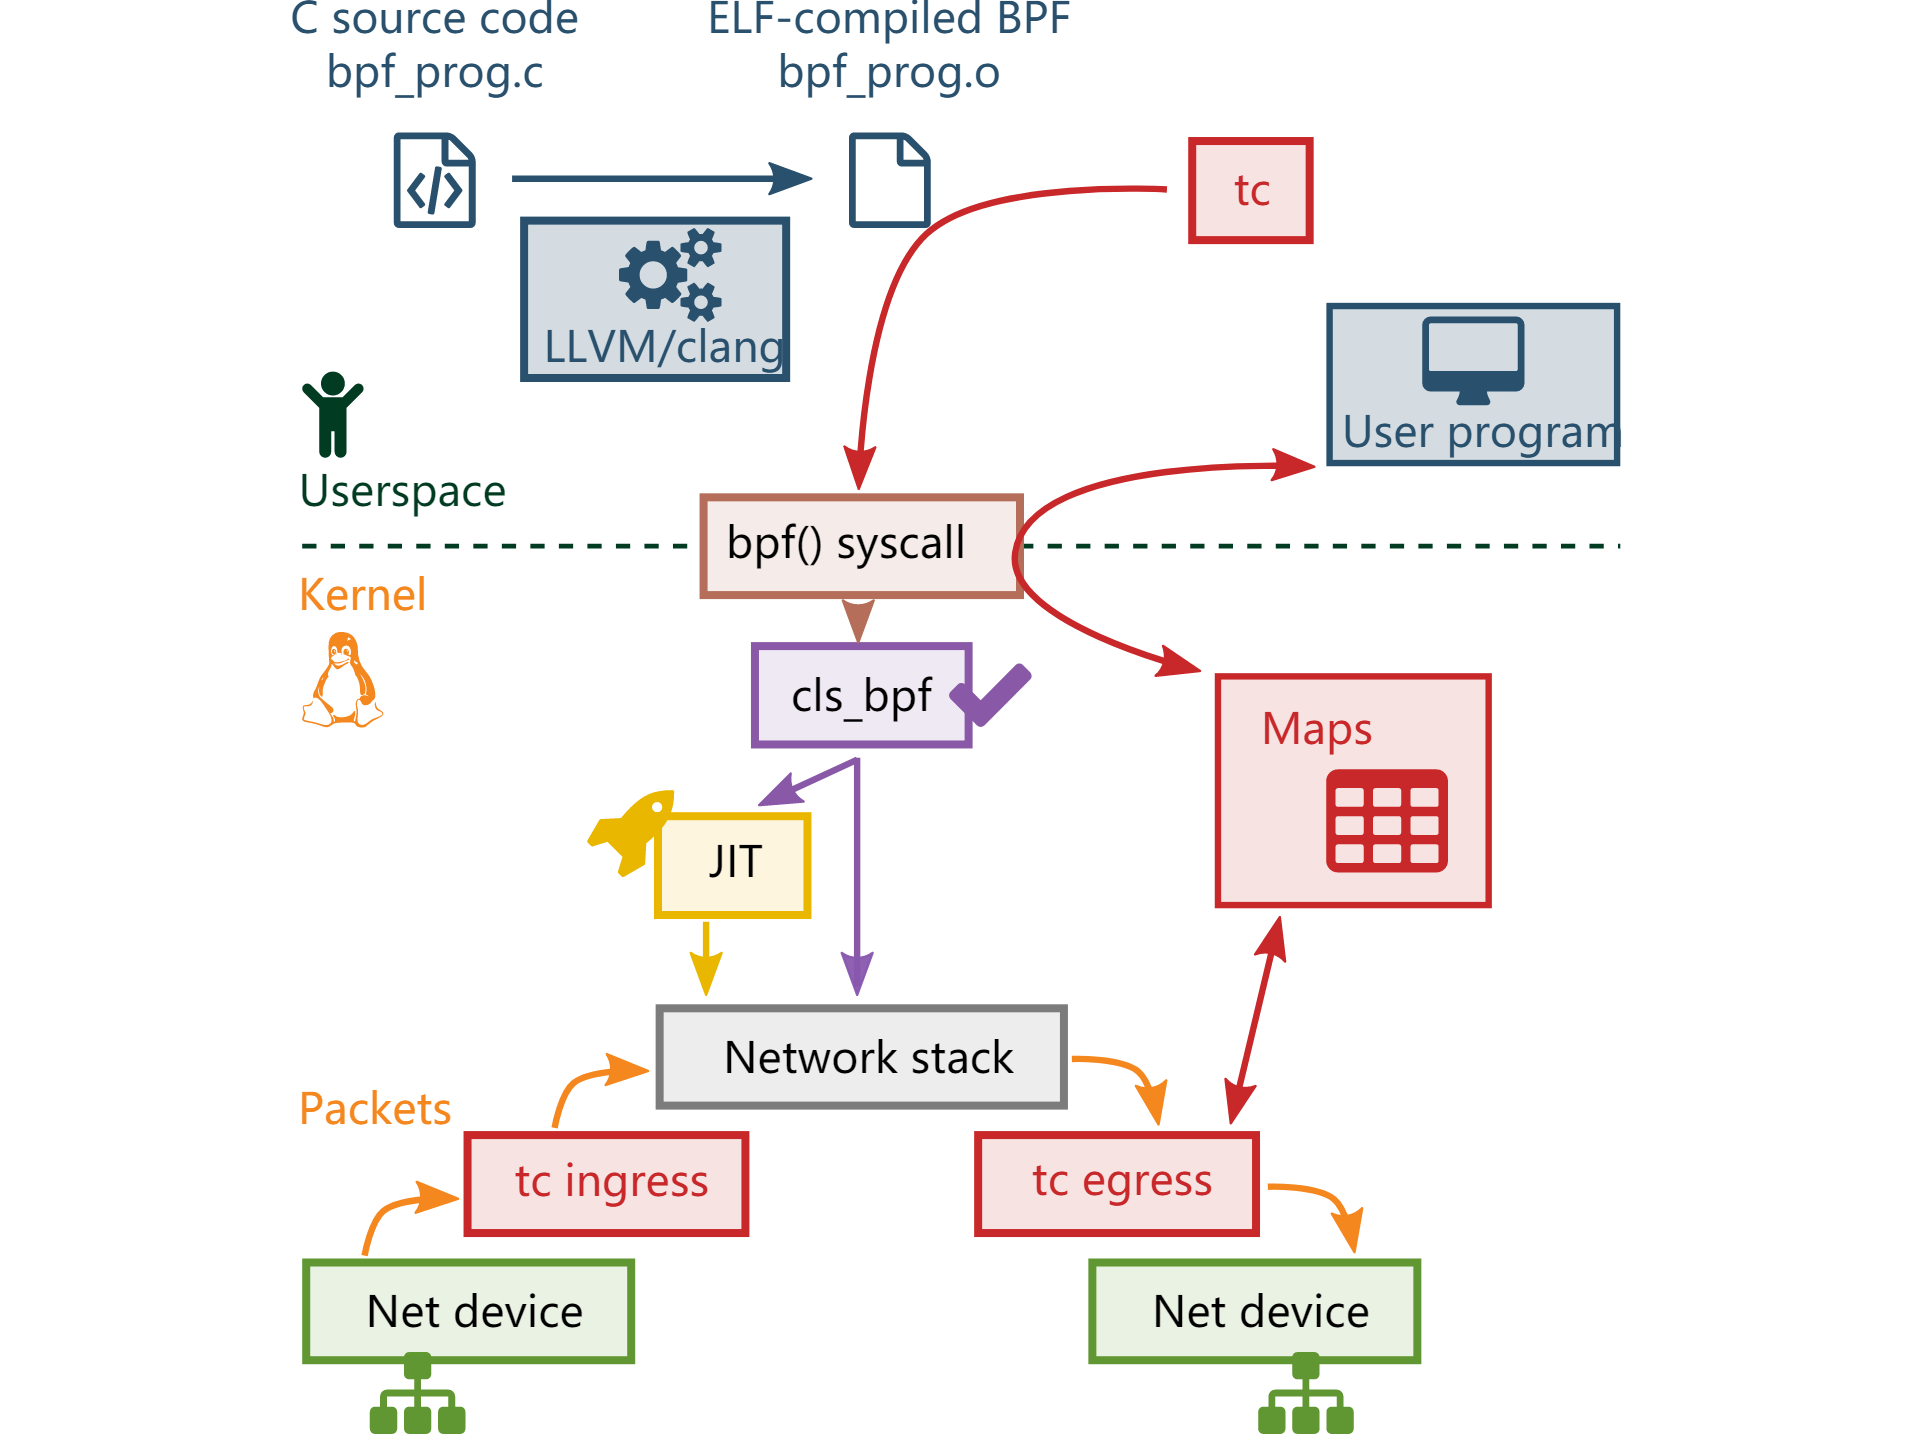 C source code
bpf_prog.c
ELF-compiled BPF
bpf_prog.o
</>
tc
LLVM/clang
User program
Userspace
bpf() syscall
Kernel
cls_bpf
Maps
JIT
Network stack
Packets
tc ingress
tc egress
Net device
Net device